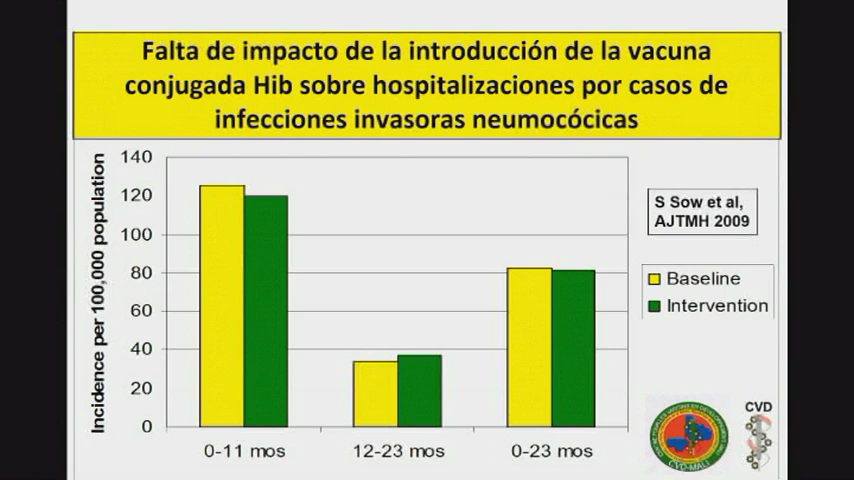 Falta de impacto de la introducción de la vacuna
conjugada Hib sobre hospitalizaciones por casos de
infecciones invasoras neumocócicas
Incidence per 100,000 population
140
120
100
80
60
40
20
0
0-11 mos
12-23 mos
0-23 mos
S Sow et al,
AJTMH 2009
Baseline
Intervention
CVD-MALI
CVD